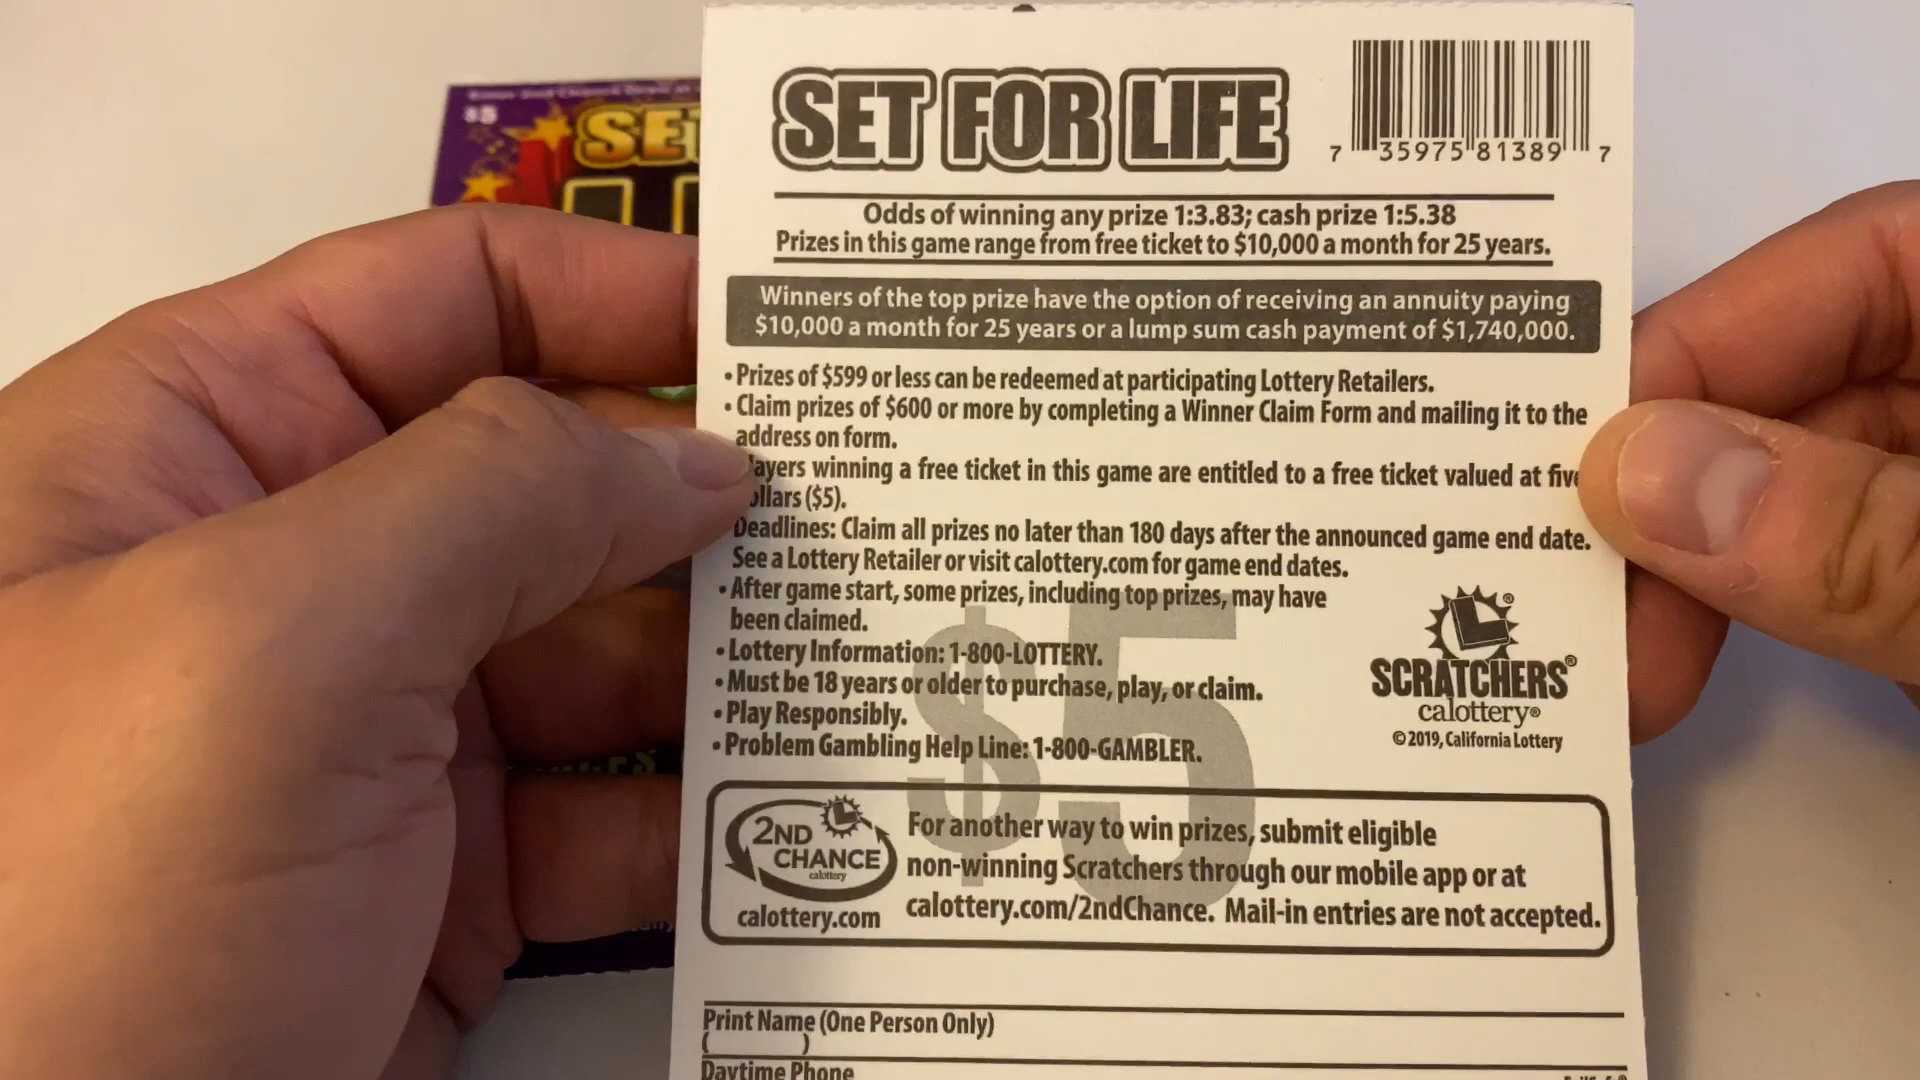 $5
SE
SET FOR LIFE
7 35975 81389 7
Odds of winning any prize 1:3.83; cash prize 1:5.38
Prizes in this game range from free ticket to $10,000 a month for 25 years.
Winners of the top prize have the option of receiving an annuity paying
$10,000 a month for 25 years or a lump sum cash payment of $1,740,000.
• Prizes of $599 or less can be redeemed at participating Lottery Retailers.
• Claim prizes of $600 or more by completing a Winner Claim Form and mailing it to the
address on form.
ayers winning a free ticket in this game are entitled to a free ticket valued at five
ollars ($5).
Deadlines: Claim all prizes no later than 180 days after the announced game end date.
See a Lottery Retailer or visit calottery.com for game end dates.
• After game start, some prizes, including top prizes, may have
been claimed.
• Lottery Information: 1-800-LOTTERY.
• Must be 18 years or older to purchase, play, or claim.
• Play Responsibly.
• Problem Gambling Help Line: 1-800-GAMBLER.
$5
L®
SCRATCHERS®
calottery®
© 2019, California Lottery
2ND
CHANCE
calottery
calottery.com
For another way to win prizes, submit eligible
non-winning Scratchers through our mobile app or at
calottery.com/2ndChance. Mail-in entries are not accepted.
Print Name (One Person Only)
( )
Daytime Phone